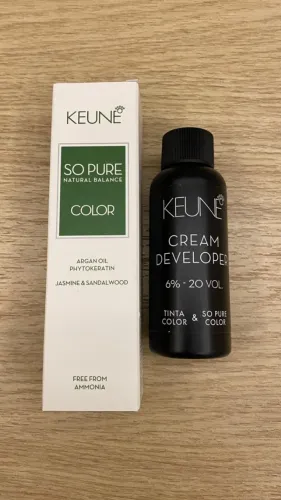 KEUNE
SO PURE
NATURAL BALANCE
COLOR
ARGAN OIL
PHYTOKERATIN
JASMINE & SANDALWOOD
FREE FROM
AMMONIA
KEUNE
CREAM
DEVELOPER
6% - 20 VOL.
TINTA COLOR & SO PURE COLOR